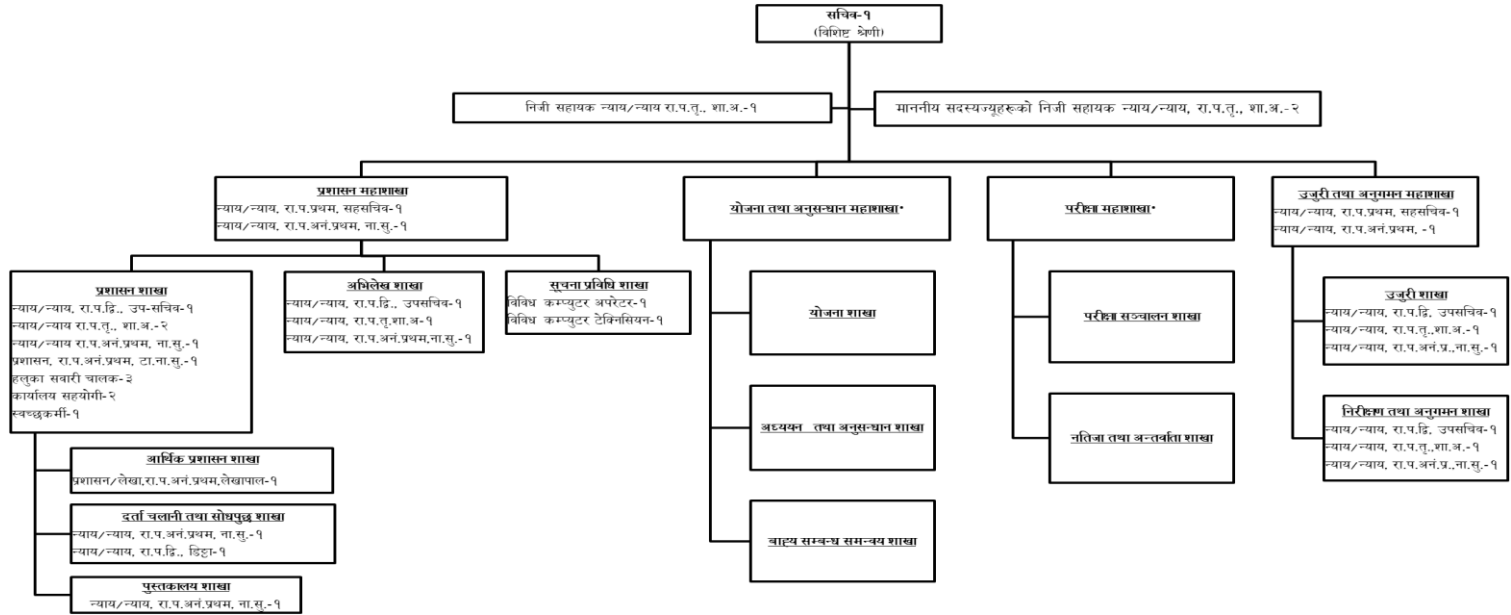 सचिव-१
(विशिष्ट श्रेणी)
निजी सहायक न्याय/न्याय रा.प.तृ., शा.अ.-१
माननीय सदस्यज्यूहरूको निजी सहायक न्याय/न्याय, रा.प.तृ., शा.अ.-२
प्रशासन महाशाखा
न्याय/न्याय, रा.प.प्रथम, सहसचिव-१
न्याय/न्याय, रा.प.अनं.प्रथम, ना.सु.-१
योजना तथा अनुसन्धान महाशाखा*
परीक्षा महाशाखा*
उजुरी तथा अनुगमन महाशाखा
न्याय/न्याय, रा.प.प्रथम, सहसचिव-१
न्याय/न्याय, रा.प.अनं.प्रथम, -१
प्रशासन शाखा
न्याय/न्याय, रा.प.द्वि., उप-सचिव-१
न्याय/न्याय रा.प.तृ., शा.अ.-२
न्याय/न्याय रा.प.अनं.प्रथम, ना.सु.-१
प्रशासन, रा.प.अनं.प्रथम, टा.ना.सु.-१
हलुका सवारी चालक-३
कार्यालय सहयोगी-२
स्वच्छकर्मी-१
अभिलेख शाखा
न्याय/न्याय, रा.प.द्वि., उपसचिव-१
न्याय/न्याय, रा.प.तृ.शा.अ-१
न्याय/न्याय, रा.प.अनं.प्रथम,ना.सु.-१
सूचना प्रविधि शाखा
विविध कम्प्युटर अपरेटर-१
विविध कम्प्युटर टेक्निसियन-१
योजना शाखा
परीक्षा सञ्चालन शाखा
उजुरी शाखा
न्याय/न्याय, रा.प.द्वि, उपसचिव-१
न्याय/न्याय, रा.प.तृ.,शा.अ.-१
न्याय/न्याय, रा.प.अनं.प्र.,ना.सु.-१
अध्ययन तथा अनुसन्धान शाखा
नतिजा तथा अन्तर्वार्ता शाखा
निरीक्षण तथा अनुगमन शाखा
न्याय/न्याय, रा.प.द्वि, उपसचिव-१
न्याय/न्याय, रा.प.तृ.,शा.अ.-१
न्याय/न्याय, रा.प.अनं.प्र.,ना.सु.-१
आर्थिक प्रशासन शाखा
प्रशासन/लेखा,रा.प.अनं.प्रथम,लेखापाल-१
दर्ता चलानी तथा सोधपुछ शाखा
न्याय/न्याय, रा.प.अनं.प्रथम, ना.सु.-१
न्याय/न्याय, रा.प.द्वि., डिट्ठा-१
बाह्य सम्बन्ध समन्वय शाखा
पुस्तकालय शाखा
न्याय/न्याय, रा.प.अनं.प्रथम, ना.सु.-१